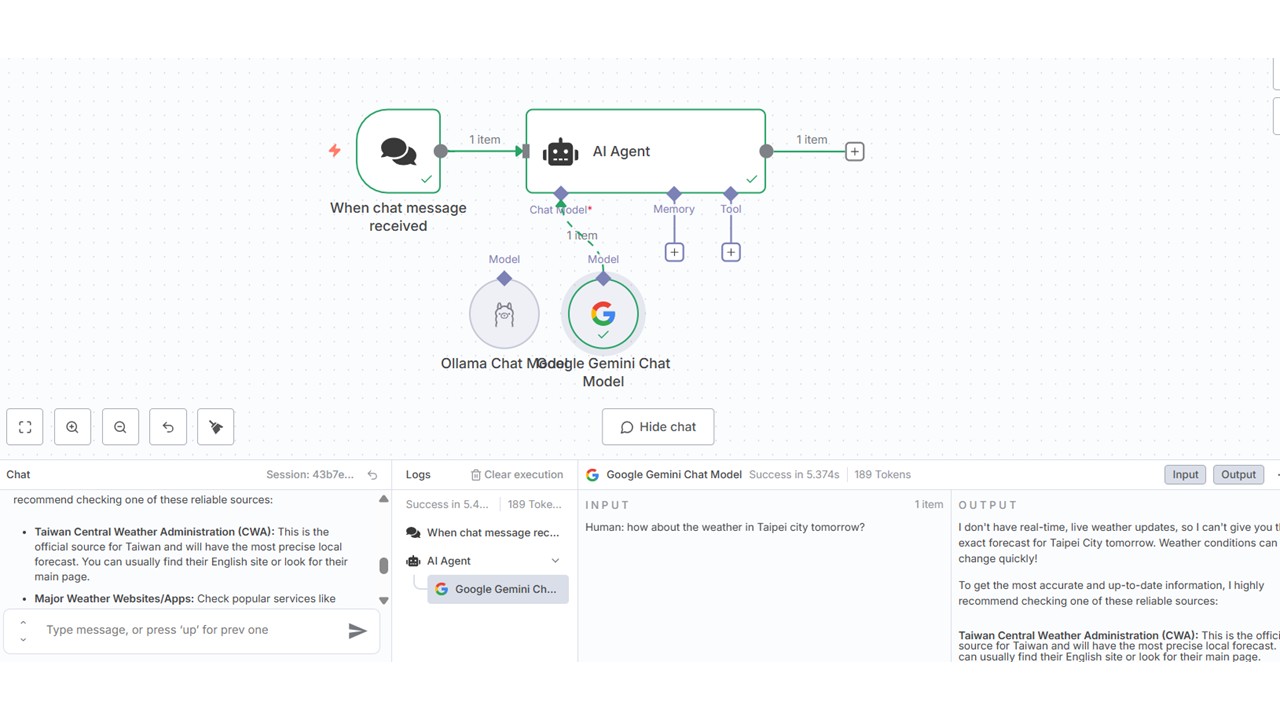 1 item
1 item
AI Agent
When chat message
received
Chat Model*
Memory
Tool
1 item
Model
Model
Ollama Chat Model
Google Gemini Chat
Model
Hide chat
Chat
Session: 43b7e...
recommend checking one of these reliable sources:
• Taiwan Central Weather Administration (CWA): This is the
official source for Taiwan and will have the most precise local
forecast. You can usually find their English site or look for their
main page.
• Major Weather Websites/Apps: Check popular services like
Type message, or press ‘up’ for prev one
Logs
Clear execution
Success in 5.4...
189 Toke...
When chat message rec...
AI Agent
Google Gemini Ch...
Google Gemini Chat Model
Success in 5.374s
189 Tokens
Input
Output
INPUT
1 item
Human: how about the weather in Taipei city tomorrow?
OUTPUT
I don't have real-time, live weather updates, so I can't give you
exact forecast for Taipei City tomorrow. Weather conditions can
change quickly!
To get the most accurate and up-to-date information, I highly
recommend checking one of these reliable sources:
Taiwan Central Weather Administration (CWA): This is the
source for Taiwan and will have the most precise local forecast.
can usually find their English site or look for their main page.